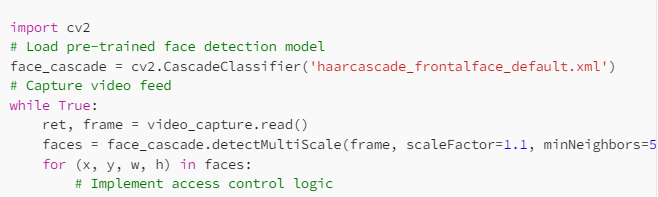 import cv2
# Load pre-trained face detection model
face_cascade = cv2.CascadeClassifier('haarcascade_frontalface_default.xml')
# Capture video feed
while True:
    ret, frame = video_capture.read()
    faces = face_cascade.detectMultiScale(frame, scaleFactor=1.1, minNeighbors=5
    for (x, y, w, h) in faces:
        # Implement access control logic